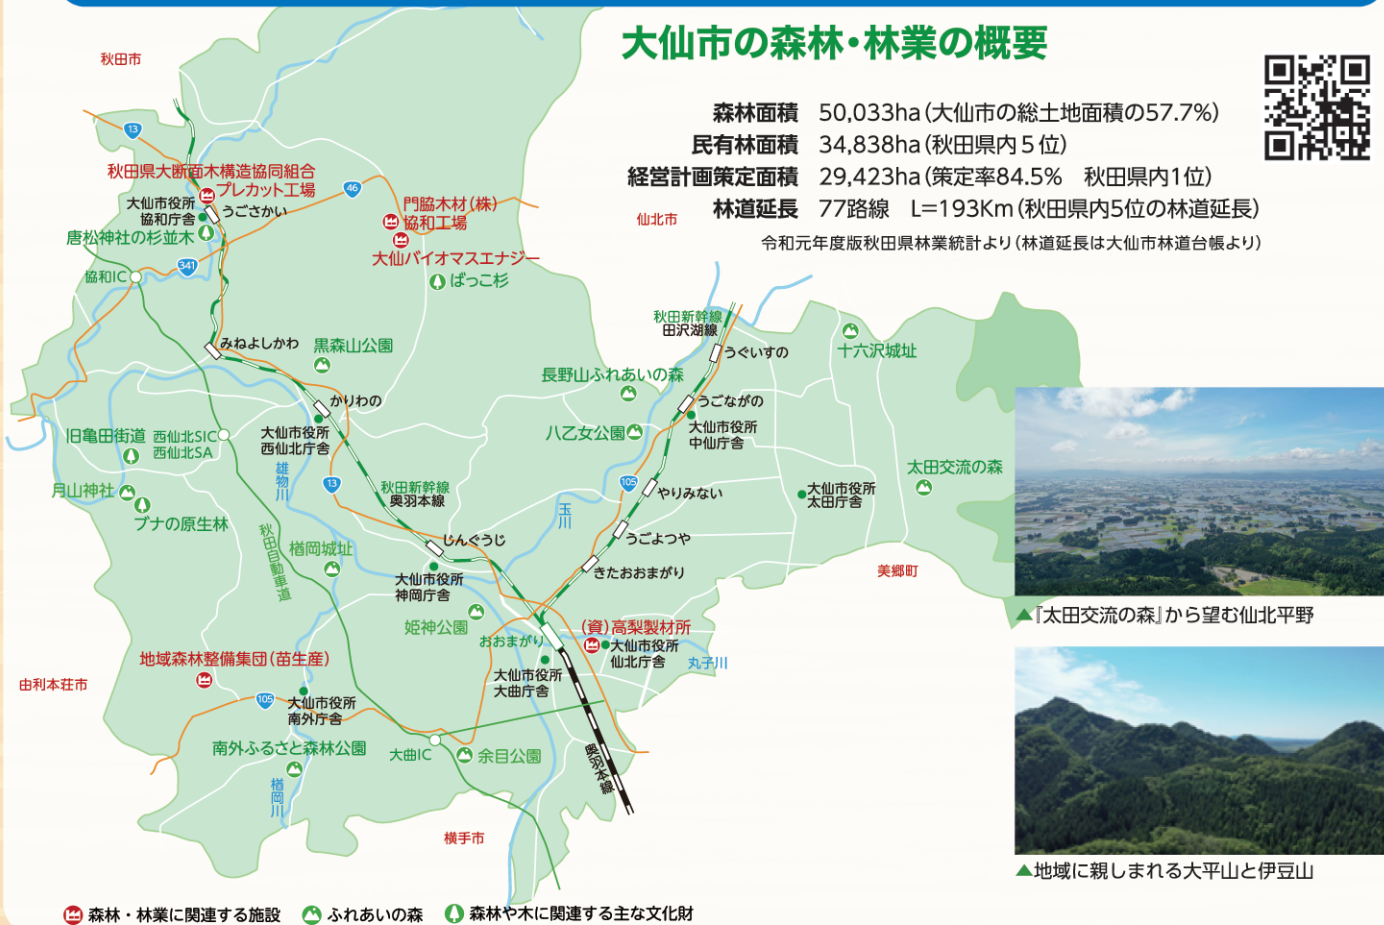 大仙市の森林・林業の概要
森林面積 50,033ha(大仙市の総土地面積の57.7%)
民有林面積 34,838ha(秋田県内5位)
経営計画策定面積 29,423ha(策定率84.5% 秋田県内1位)
林道延長 77路線 L=193Km(秋田県内5位の林道延長)
令和元年度版秋田県林業統計より(林道延長は大仙市林道台帳より)
秋田市
13
秋田県大断面木構造協同組合
プレカット工場
大仙市役所
協和庁舎
うごさかい
唐松神社の杉並木
46
門脇木材(株)
協和工場
大仙バイオマスエナジー
ばっこ杉
仙北市
341
協和IC
みねよしかわ
黒森山公園
かりわの
大仙市役所
西仙北庁舎
旧亀田街道
西仙北SIC
西仙北SA
月山神社
ブナの原生林
雄物川
13
秋田新幹線
奥羽本線
秋田自動車道
楢岡城址
じんぐうじ
大仙市役所
神岡庁舎
姫神公園
秋田新幹線
田沢湖線
うぐいすの
十六沢城址
長野山ふれあいの森
うごながの
八乙女公園
大仙市役所
中仙庁舎
105
やりみない
玉川
うごよつや
きたおおまがり
大仙市役所
太田庁舎
太田交流の森
美郷町
おおまがり
(資)高梨製材所
大仙市役所
仙北庁舎
丸子川
大仙市役所
大曲庁舎
地域森林整備集団(苗生産)
由利本荘市
105
大仙市役所
南外庁舎
南外ふるさと森林公園
楢岡川
大曲IC
余目公園
奥羽本線
横手市
▲『太田交流の森』から望む仙北平野
▲地域に親しまれる大平山と伊豆山
森林・林業に関連する施設 ふれあいの森 森林や木に関連する主な文化財